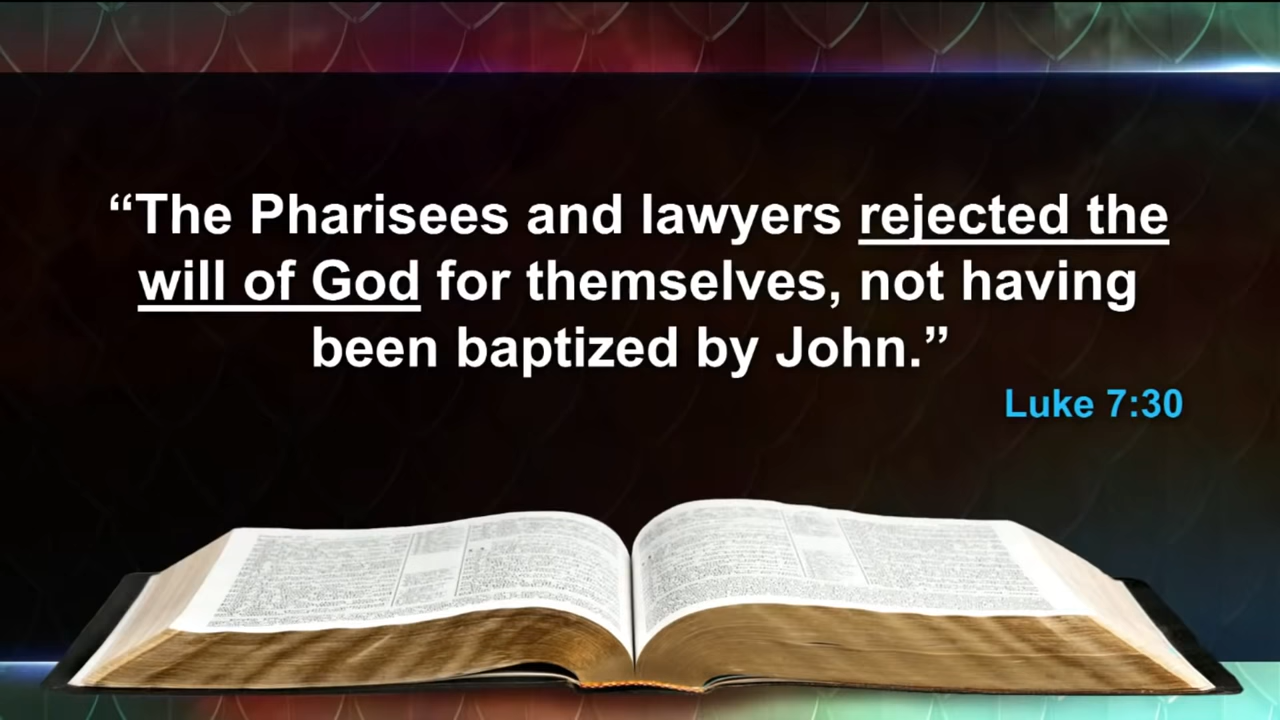 “The Pharisees and lawyers rejected the
will of God for themselves, not having
been baptized by John.”
Luke 7:30